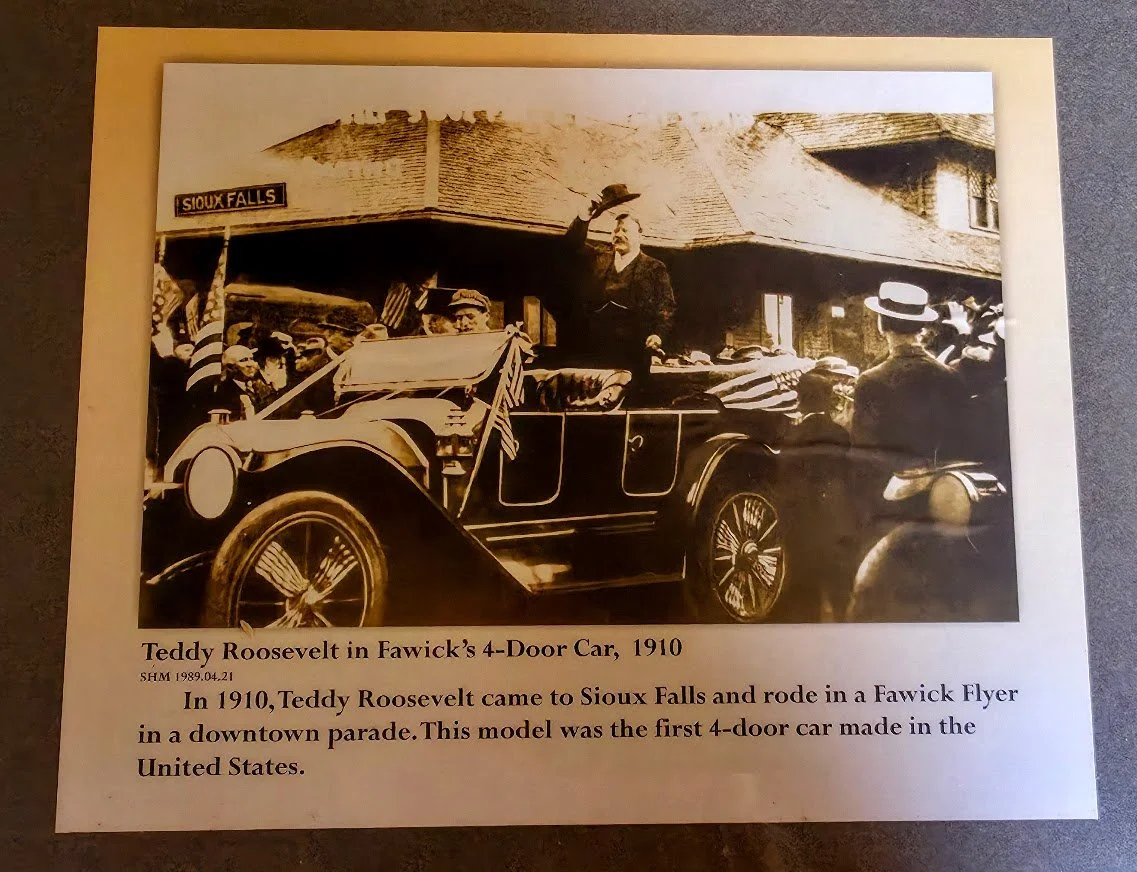 SIOUX FALLS
Teddy Roosevelt in Fawick's 4-Door Car, 1910
SHM 1989.04.21
In 1910, Teddy Roosevelt came to Sioux Falls and rode in a Fawick Flyer
in a downtown parade. This model was the first 4-door car made in the
United States.